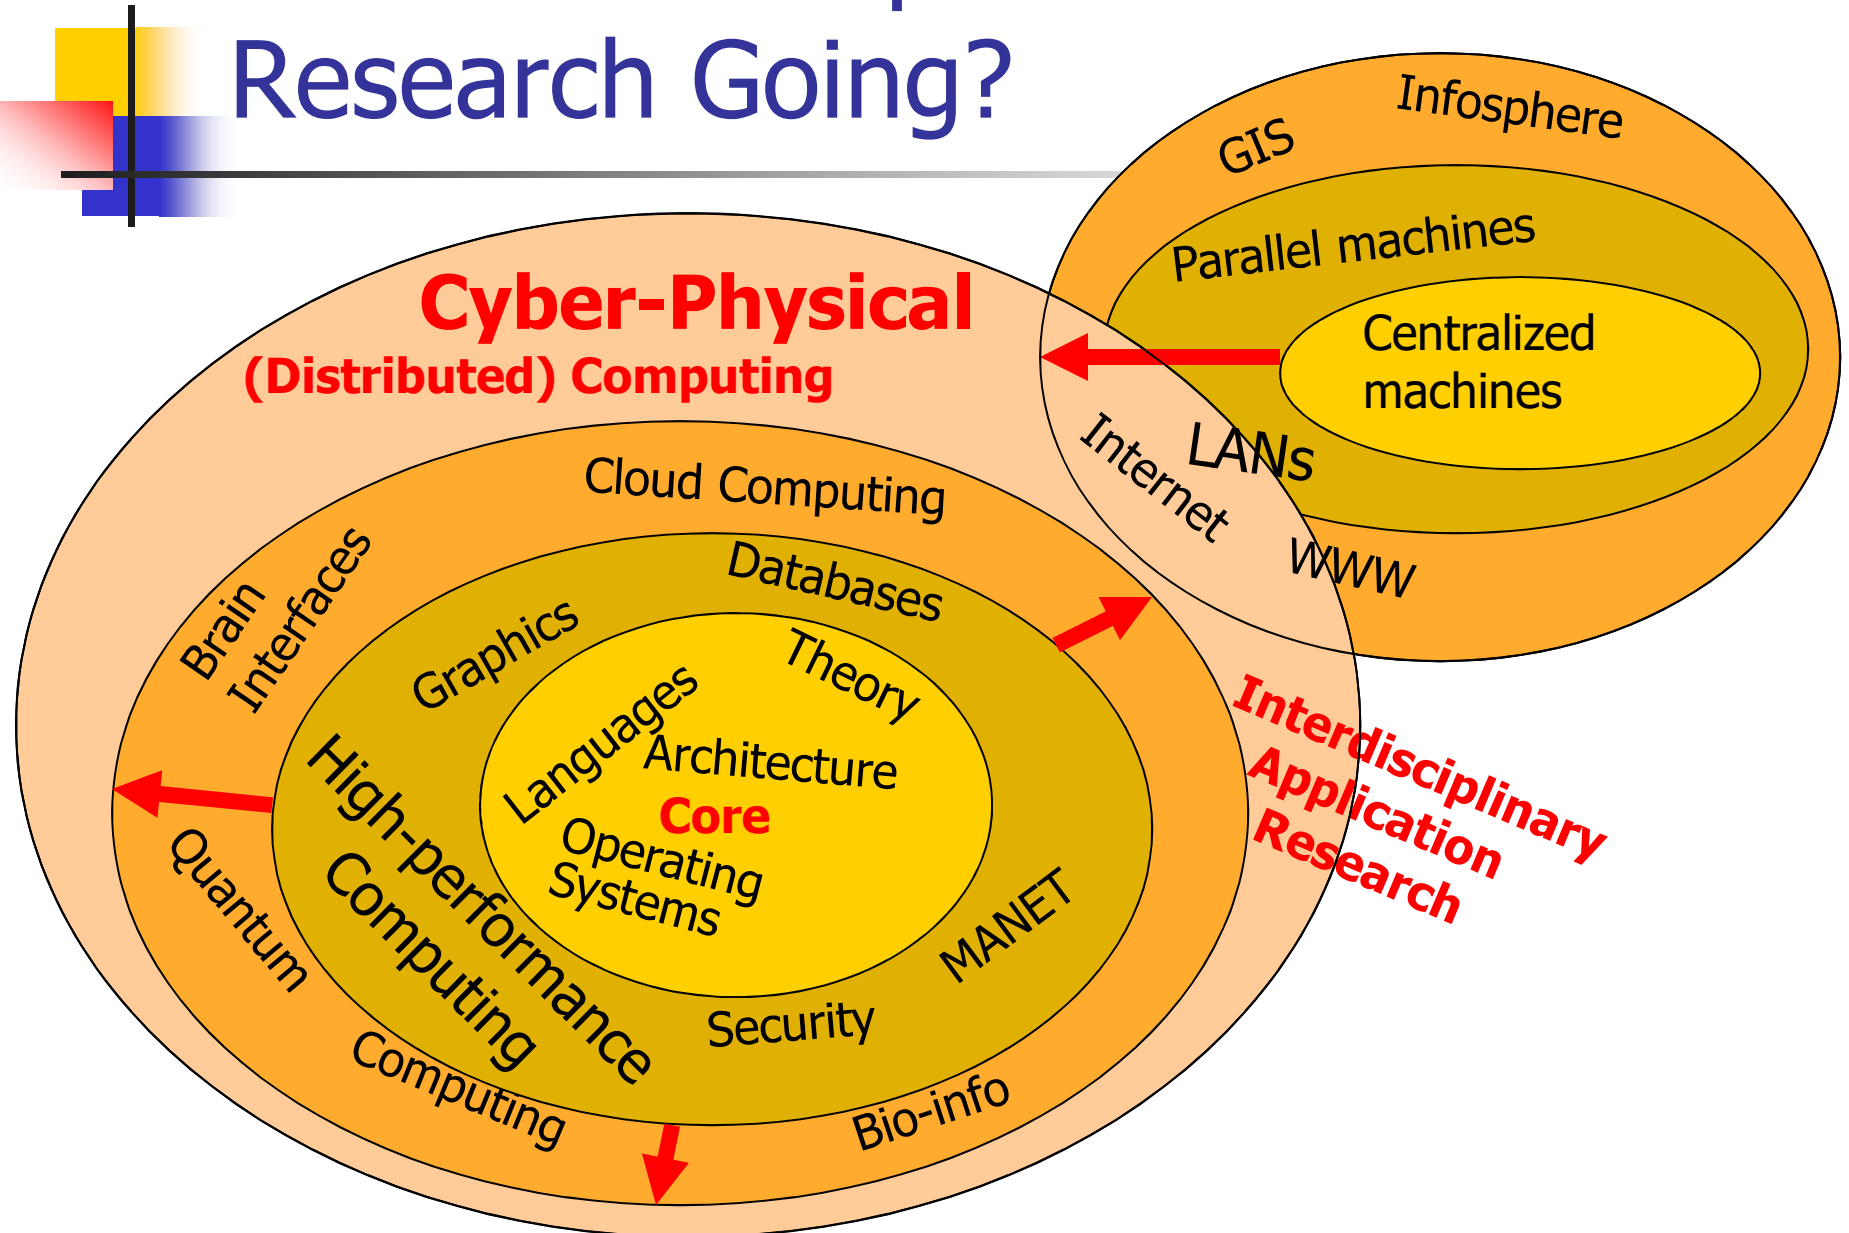 Research Going?
Infosphere
GIS
Parallel machines
Centralized
machines
Cyber-Physical
(Distributed) Computing
LANs
Internet
WWW
Cloud Computing
Brain
Interfaces
Databases
Graphics
Theory
Languages
Architecture
Core
Operating
Systems
High-performance
Computing
MANET
Security
Quantum
Computing
Bio-info
Interdisciplinary
Application
Research